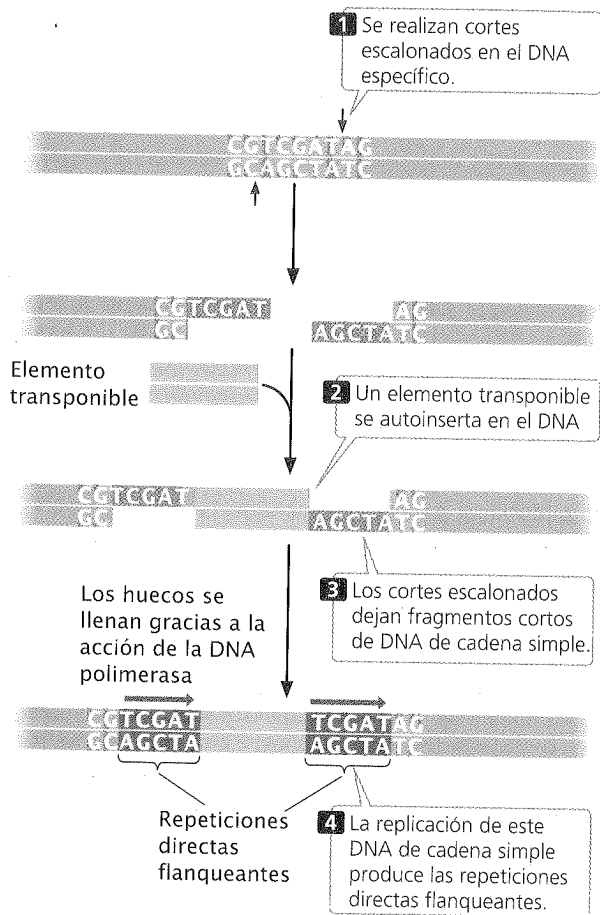 1 Se realizan cortes
escalonados en el DNA
específico.
CGTCGATAG
GCAGCTATC
CGTCGAT AG
GC AGCTATC
Elemento
transponible
2 Un elemento transponible
se autoinserta en el DNA
CGTCGAT AG
GC AGCTATC
3 Los cortes escalonados
dejan fragmentos cortos
de DNA de cadena simple.
Los huecos se
llenan gracias a la
acción de la DNA
polimerasa
CGTCGAT TCGATAG
GCAGCTA AGCTATC
Repeticiones
directas
flanqueantes
4 La replicación de este
DNA de cadena simple
produce las repeticiones
directas flanqueantes.